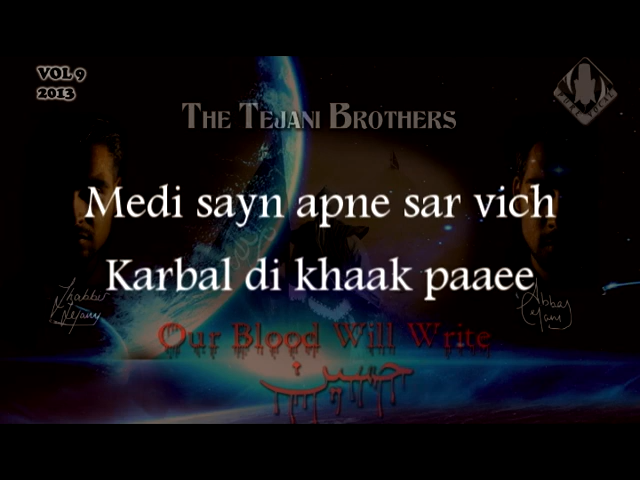 VOL 9
2013
THE TEJANI BROTHERS
Medi sayn apne sar vich
Karbal di khaak paaee
Our Blood Will Write
حسین